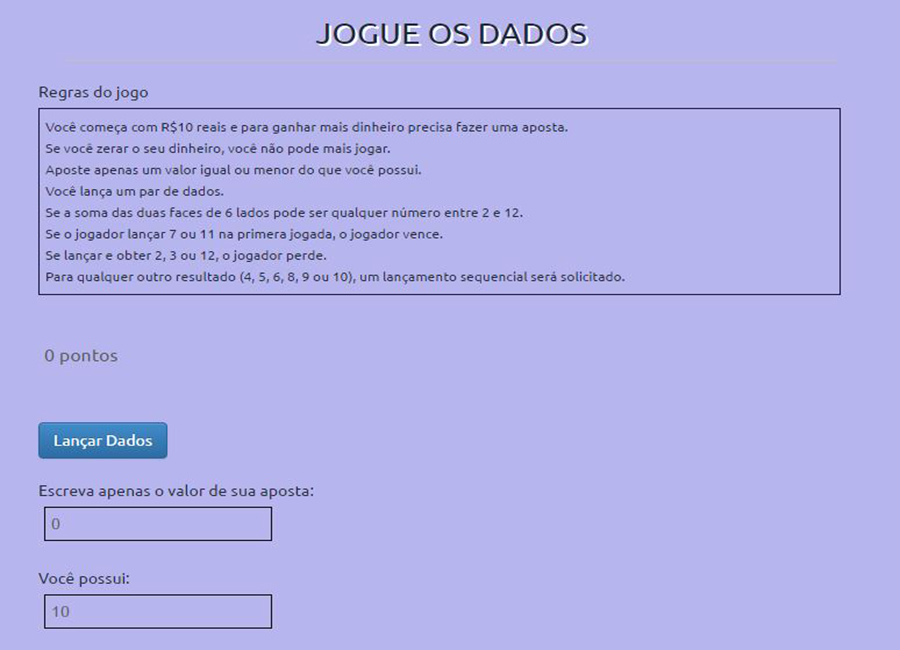 JOGUE OS DADOS
Regras do jogo
Você começa com R$10 reais e para ganhar mais dinheiro precisa fazer uma aposta.
Se você zerar o seu dinheiro, você não pode mais jogar.
Aposte apenas um valor igual ou menor do que você possui.
Você lança um par de dados.
Se a soma das duas faces de 6 lados pode ser qualquer número entre 2 e 12.
Se o jogador lançar 7 ou 11 na primeira jogada, o jogador vence.
Se lançar e obter 2, 3 ou 12, o jogador perde.
Para qualquer outro resultado (4, 5, 6, 8, 9 ou 10), um lançamento sequencial será solicitado.
0 pontos
Lançar Dados
Escreva apenas o valor de sua aposta:
0
Você possui:
10